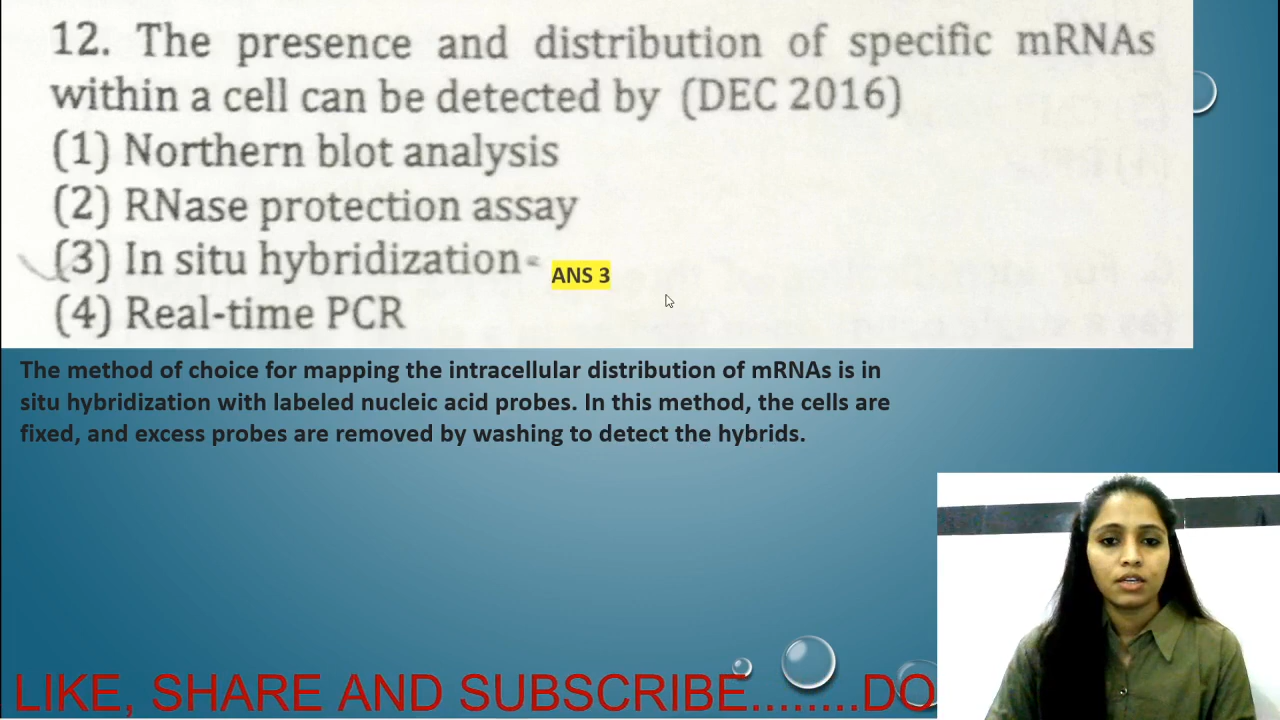 12. The presence and distribution of specific mRNAs
within a cell can be detected by (DEC 2016)
(1) Northern blot analysis
(2) RNase protection assay
(3) In situ hybridization
ANS 3
(4) Real-time PCR
The method of choice for mapping the intracellular distribution of mRNAs is in
situ hybridization with labeled nucleic acid probes. In this method, the cells are
fixed, and excess probes are removed by washing to detect the hybrids.
LIKE, SHARE AND SUBSCRIBE........DO